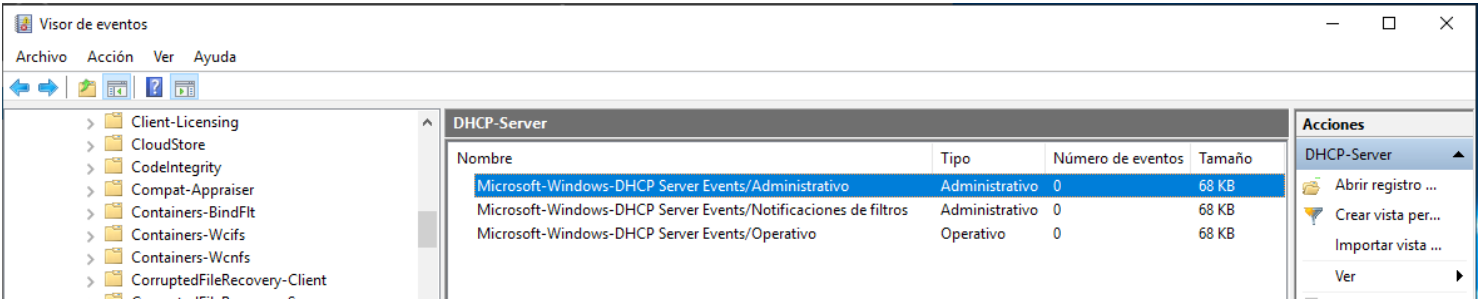 Visor de eventos
Archivo Acción Ver Ayuda
Client-Licensing
CloudStore
CodeIntegrity
Compat-Appraiser
Containers-BindFlt
Containers-Wcifs
Containers-Wcnfs
CorruptedFileRecovery-Client
DHCP-Server
Nombre Tipo Número de eventos Tamaño
Microsoft-Windows-DHCP Server Events/Administrativo Administrativo 0 68 KB
Microsoft-Windows-DHCP Server Events/Notificaciones de filtros Administrativo 0 68 KB
Microsoft-Windows-DHCP Server Events/Operativo Operativo 0 68 KB
Acciones
DHCP-Server
Abrir registro ...
Crear vista per...
Importar vista ...
Ver